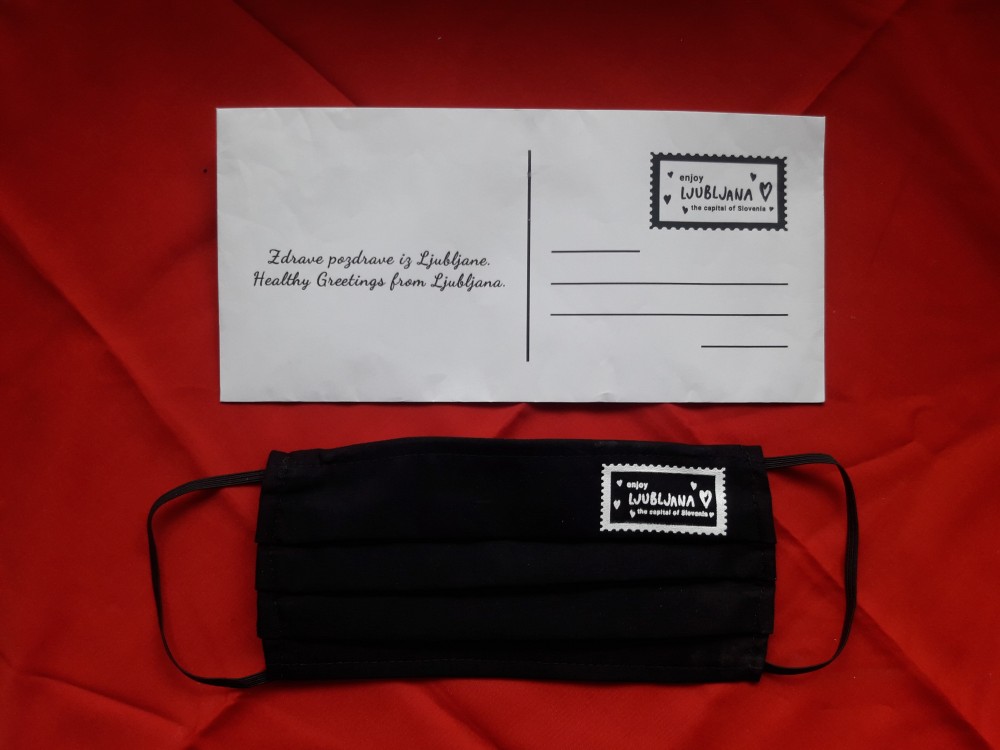 Zdrave pozdrave iz Ljubljane.
Healthy Greetings from Ljubljana.
enjoy
LJUBLJANA
the capital of Slovenia
enjoy
LJUBLJANA
the capital of Slovenia